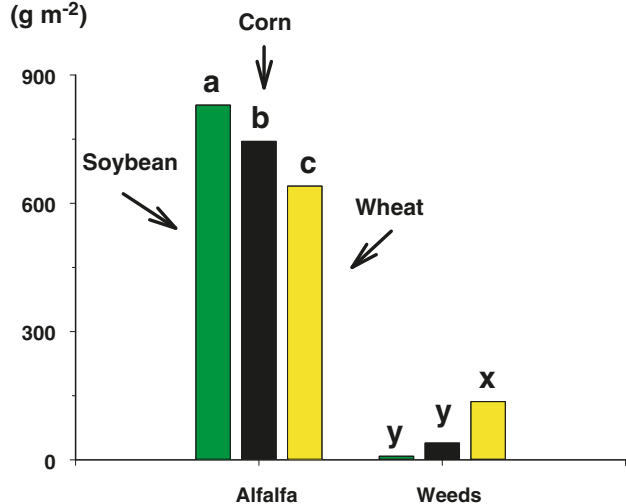 (g m-2)
Corn
900
a
b
Soybean
c
600
Wheat
300
x
y
y
0
Alfalfa
Weeds